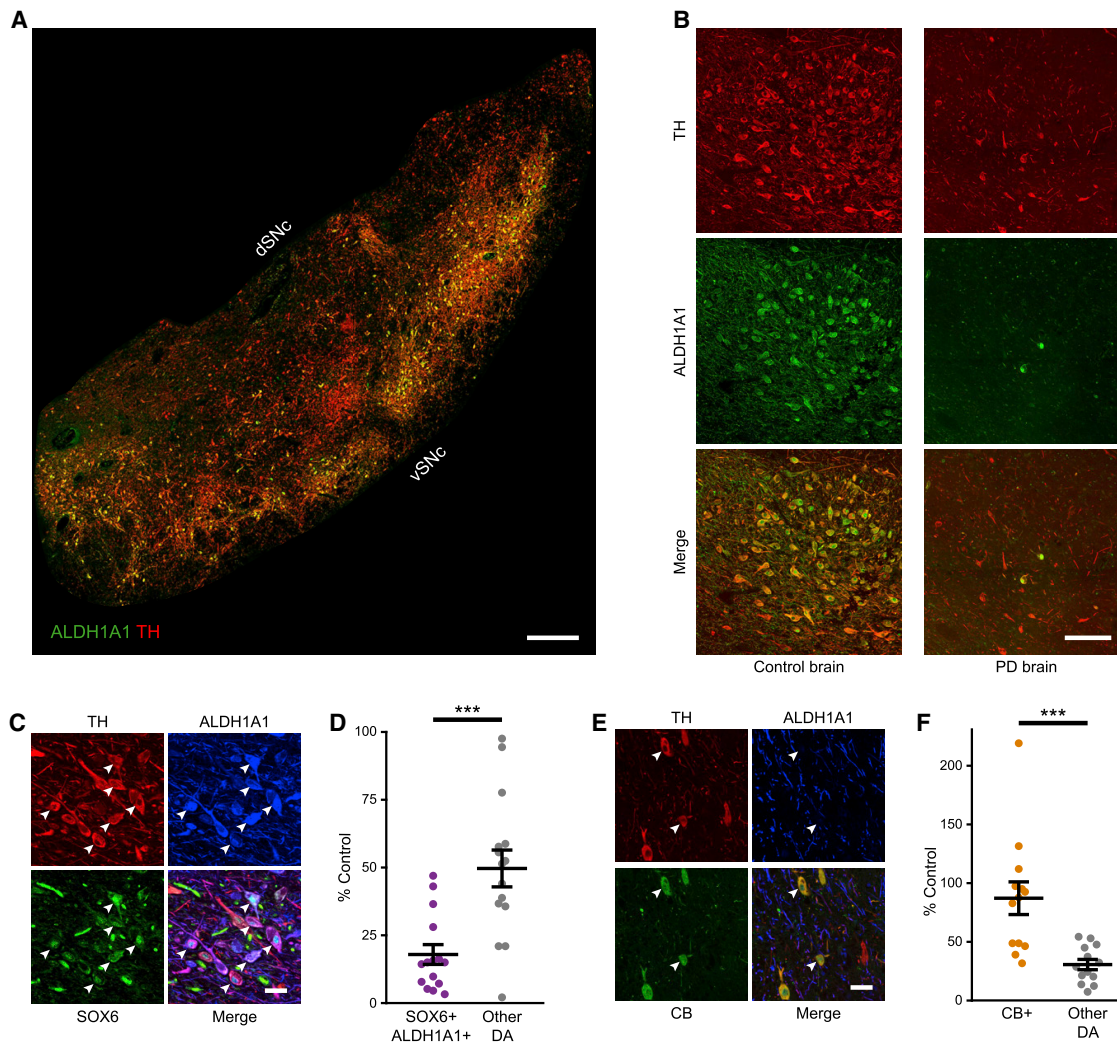 A
dSNc
vSNc
ALDH1A1 TH
B
TH
ALDH1A1
Merge
Control brain
PD brain
C
TH
ALDH1A1
SOX6
Merge
D
***
% Control
100
75
50
25
0
SOX6+
ALDH1A1+
Other
DA
E
TH
ALDH1A1
CB
Merge
F
***
% Control
200
150
100
50
0
CB+
Other
DA